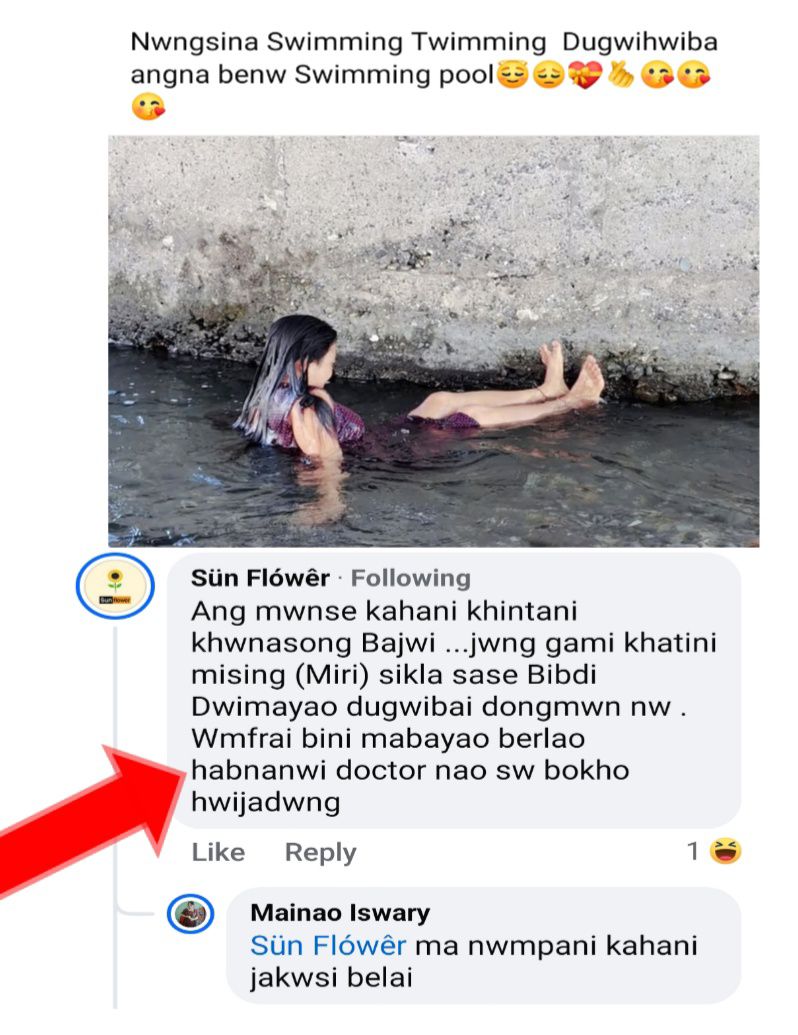 Nwngsina Swimming Twimming Dugwihwiba
angna benw Swimming pool😇😔💝🫰😘😘
😘
Sün Flówêr · Following
Ang mwnse kahani khintani
khwnasong Bajwi ...jwng gami khatini
mising (Miri) sikla sase Bibdi
Dwimayao dugwibai dongmwn nw .
Wmfrai bini mabayao berlao
habnanwi doctor nao sw bokho
hwijadwng
Like Reply 1 😆
Mainao Iswary
Sün Flówêr ma nwmpani kahani
jakwsi belai